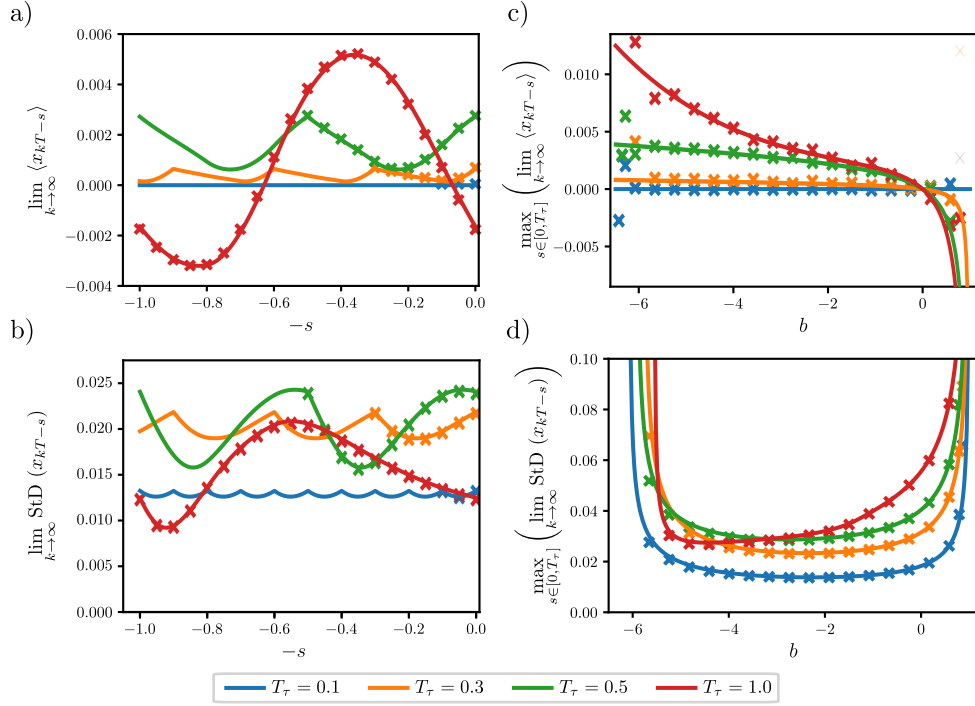 a)
0.006
0.004
0.002
0.000
−0.002
−0.004
lim k→∞ ⟨x_{kT−s}⟩
−1.0 −0.8 −0.6 −0.4 −0.2 0.0
−s
c)
0.010
0.005
0.000
−0.005
max s∈[0,T_τ] ( lim k→∞ ⟨x_{kT−s}⟩ )
−6 −4 −2 0
b
b)
0.025
0.020
0.015
0.010
0.005
0.000
lim k→∞ StD (x_{kT−s})
−1.0 −0.8 −0.6 −0.4 −0.2 0.0
−s
d)
0.10
0.08
0.06
0.04
0.02
0.00
max s∈[0,T_τ] ( lim k→∞ StD (x_{kT−s}) )
−6 −4 −2 0
b
T_τ = 0.1 T_τ = 0.3 T_τ = 0.5 T_τ = 1.0